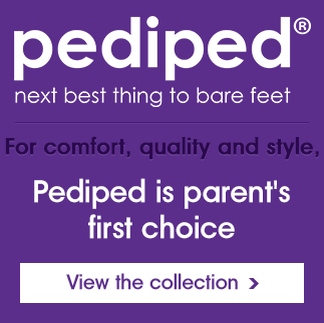 pediped®
next best thing to bare feet
For comfort, quality and style,
Pediped is parent's
first choice
View the collection >